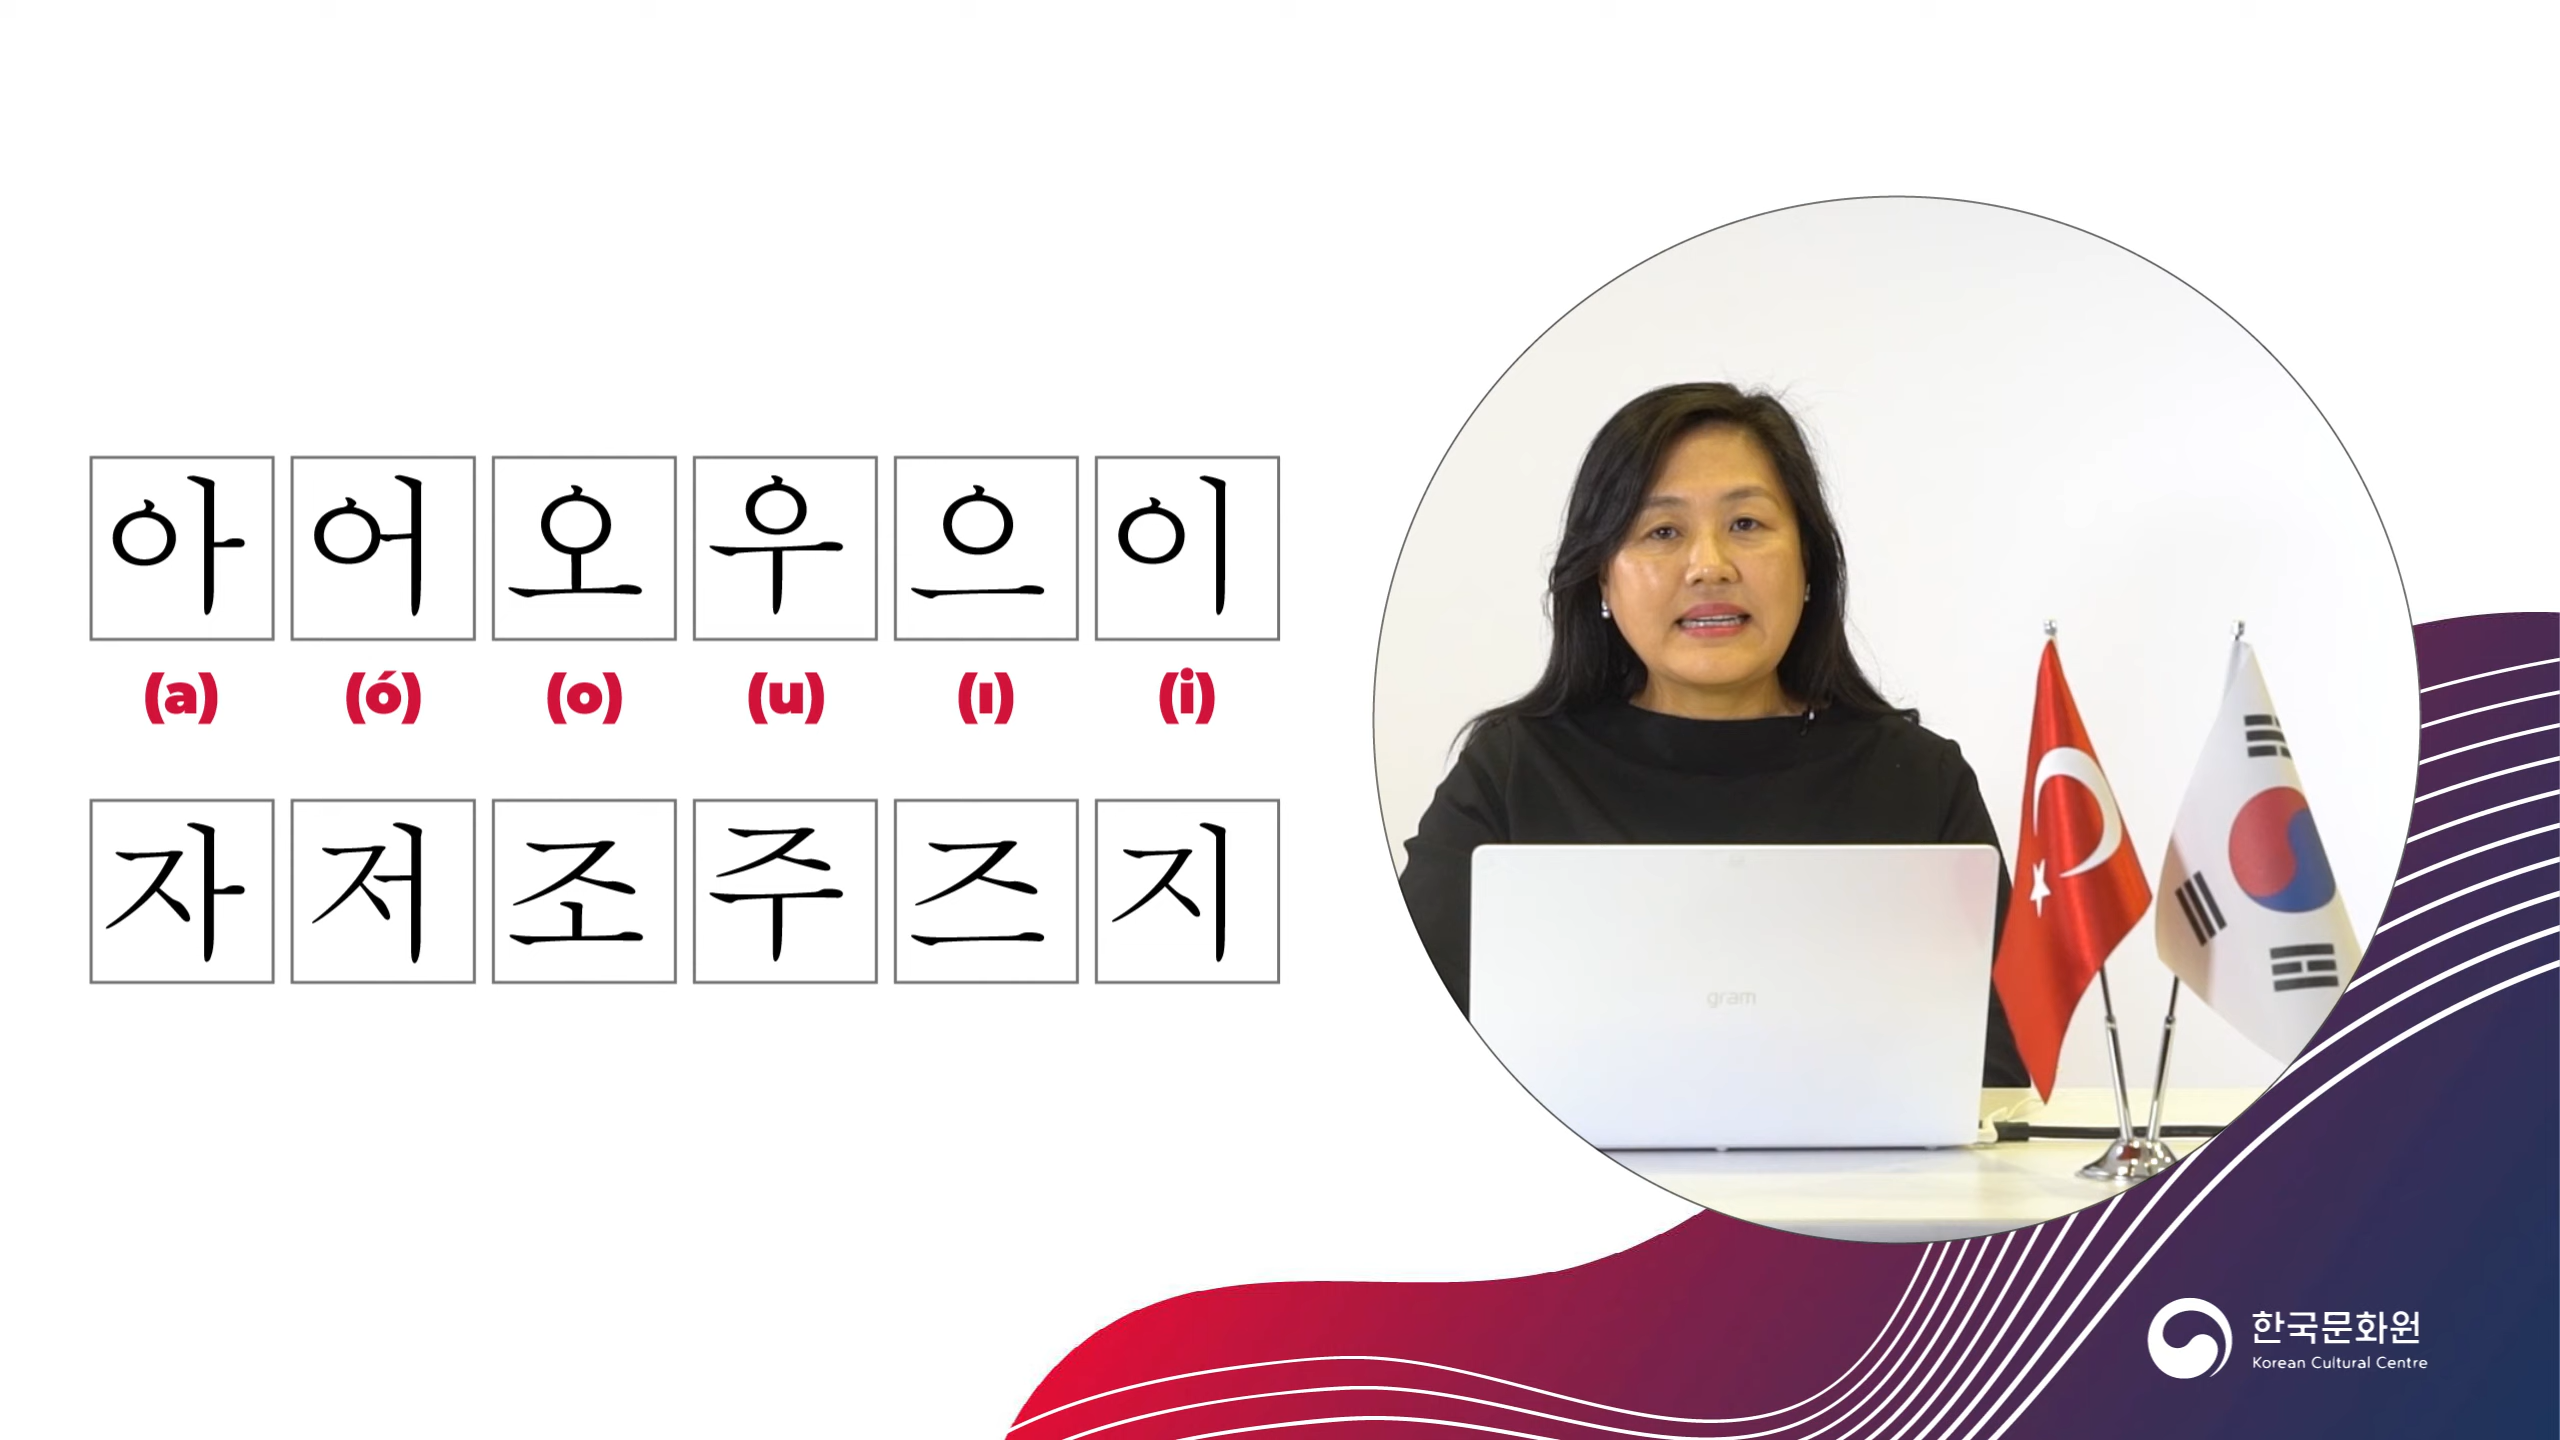 아 어 오 우 으 이
(a) (ó) (o) (u) (ı) (i)
자 저 조 주 즈 지
gram
한국문화원
Korean Cultural Centre